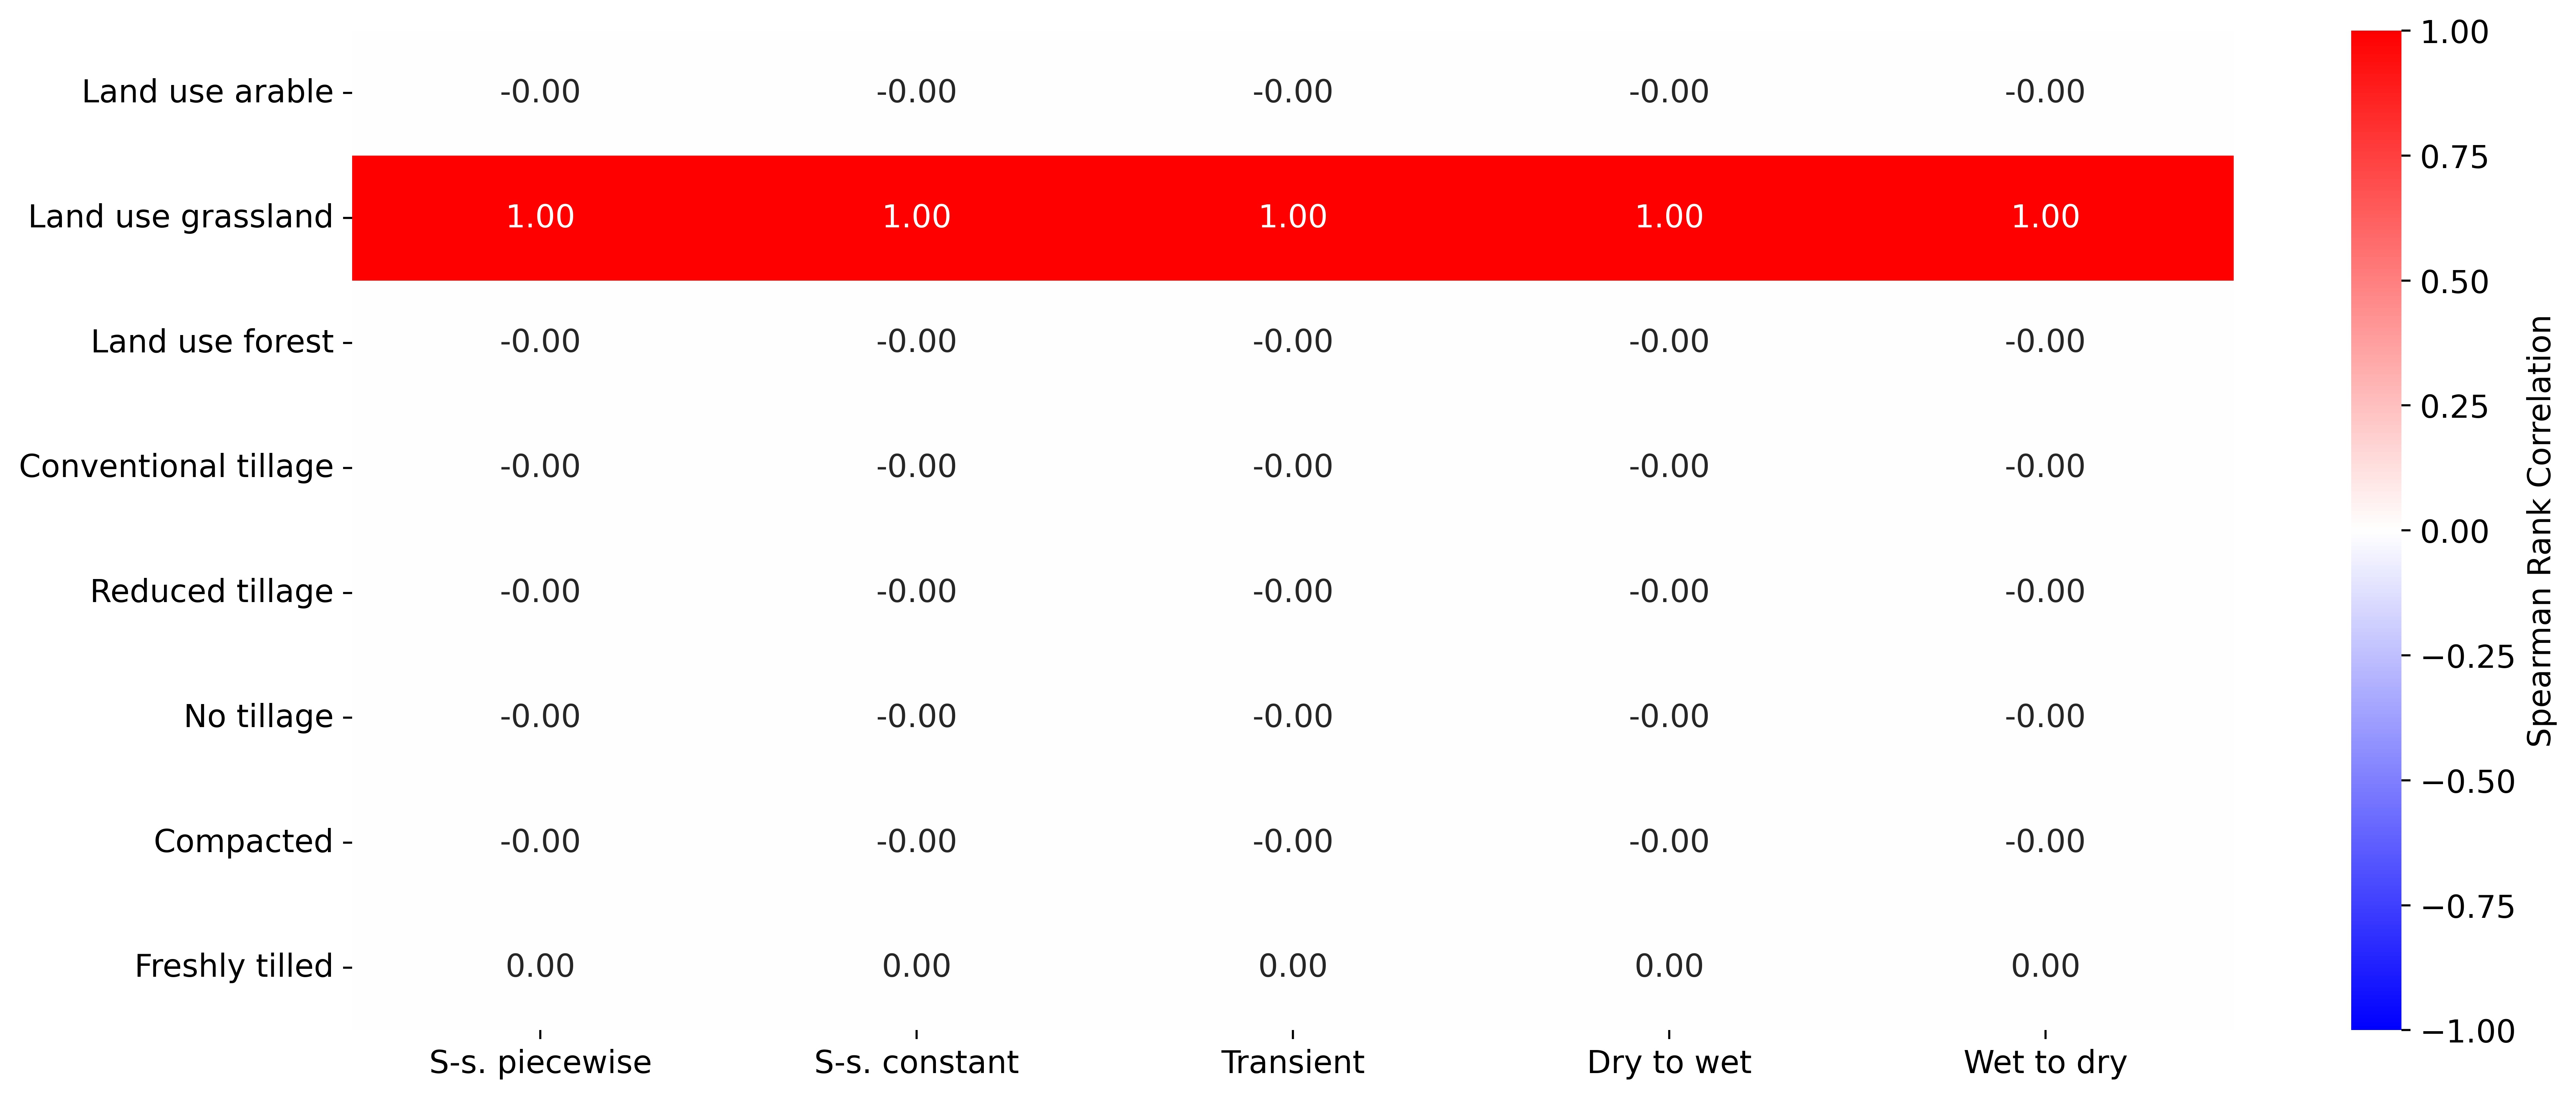 Land use arable -0.00 -0.00 -0.00 -0.00 -0.00
Land use grassland 1.00 1.00 1.00 1.00 1.00
Land use forest -0.00 -0.00 -0.00 -0.00 -0.00
Conventional tillage -0.00 -0.00 -0.00 -0.00 -0.00
Reduced tillage -0.00 -0.00 -0.00 -0.00 -0.00
No tillage -0.00 -0.00 -0.00 -0.00 -0.00
Compacted -0.00 -0.00 -0.00 -0.00 -0.00
Freshly tilled 0.00 0.00 0.00 0.00 0.00
S-s. piecewise S-s. constant Transient Dry to wet Wet to dry
1.00
0.75
0.50
0.25
0.00
−0.25
−0.50
−0.75
−1.00
Spearman Rank Correlation